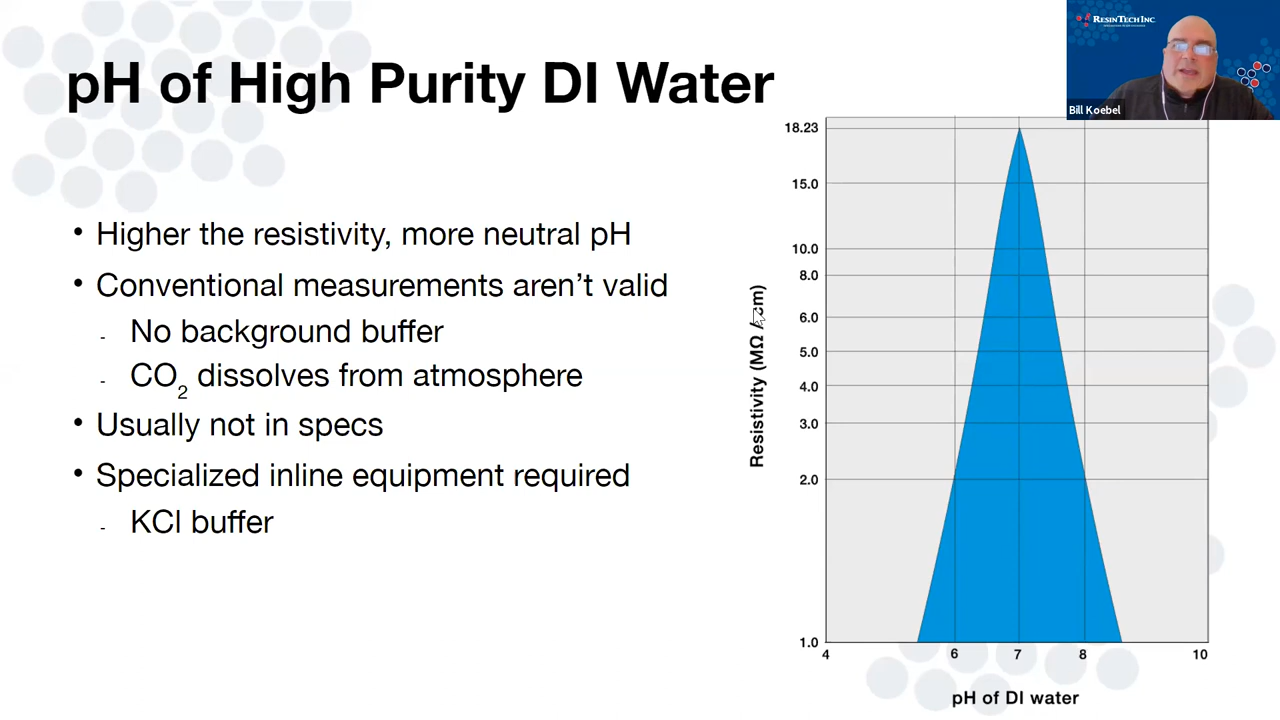 pH of High Purity DI Water
• Higher the resistivity, more neutral pH
• Conventional measurements aren’t valid
- No background buffer
- CO2 dissolves from atmosphere
• Usually not in specs
• Specialized inline equipment required
- KCl buffer
RESINTECH INC
Bill Koebel
Resistivity (MΩ /cm)
18.23
15.0
10.0
8.0
6.0
5.0
4.0
3.0
2.0
1.0
4 6 7 8 10
pH of DI water